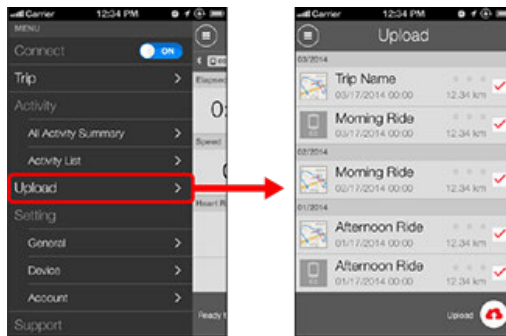 Carrier 12:34 PM
MENU
Connect ON
Trip
Activity
All Activity Summary
Activity List
Upload
Setting
General
Device
Account
Support
Elapsed
0:
Speed
Heart R
Ready t
Carrier 12:34 PM
Upload
03/2014
Trip Name
03/17/2014 00:00 12.34 km
Morning Ride
03/17/2014 00:00 12.34 km
02/2014
Morning Ride
02/17/2014 00:00 12.34 km
01/2014
Afternoon Ride
01/17/2014 00:00 12.34 km
Afternoon Ride
01/17/2014 00:00 12.34 km
Upload